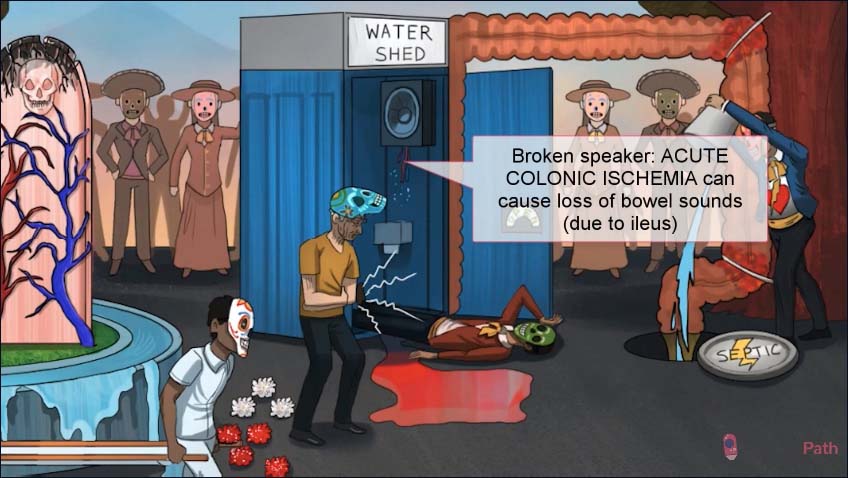 WATER
SHED
Broken speaker: ACUTE
COLONIC ISCHEMIA can
cause loss of bowel sounds
(due to ileus)
SEPTIC
Path